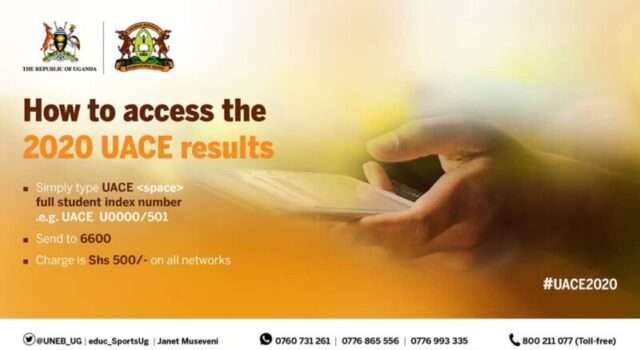 THE REPUBLIC OF UGANDA
How to access the
2020 UACE results
Simply type UACE <space>
full student index number
.e.g. UACE U0000/501
Send to 6600
Charge is Shs 500/- on all networks
#UACE2020
@UNEB_UG | educ_SportsUg | Janet Museveni 0760 731 261 | 0776 865 556 | 0776 993 335 800 211 077 (Toll-free)